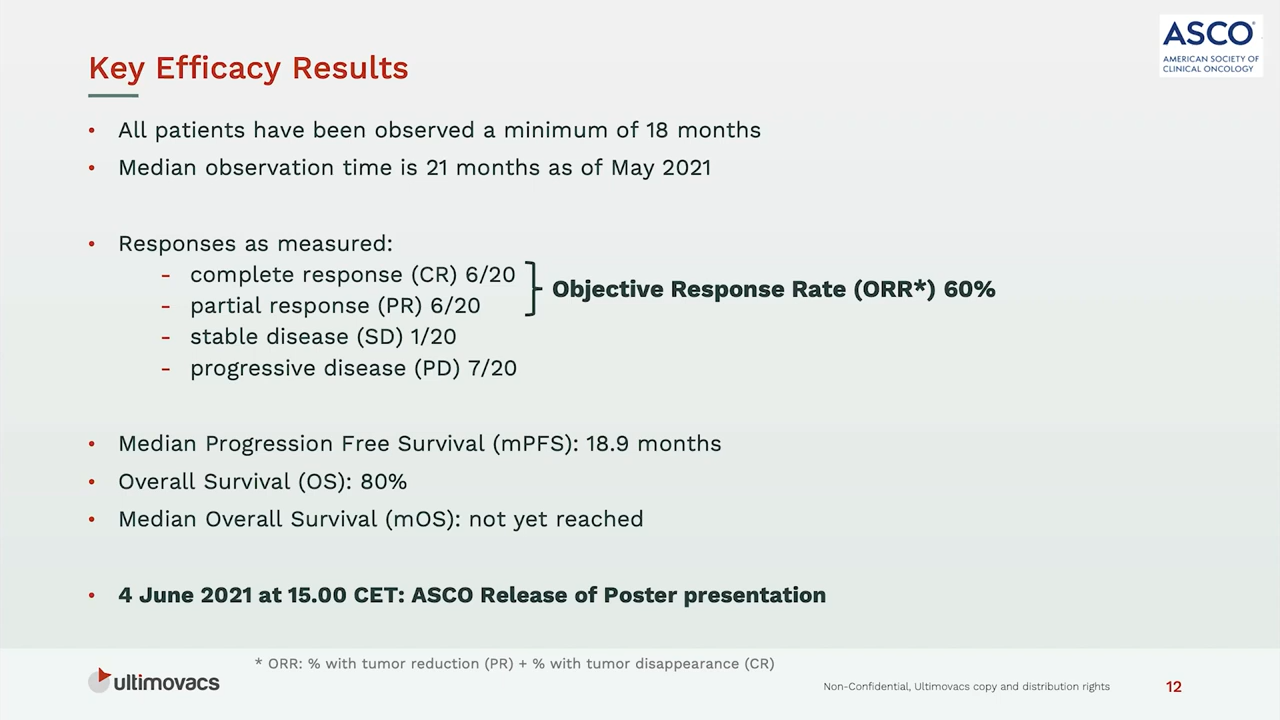 ASCO
AMERICAN SOCIETY OF
CLINICAL ONCOLOGY
Key Efficacy Results
• All patients have been observed a minimum of 18 months
• Median observation time is 21 months as of May 2021
• Responses as measured:
- complete response (CR) 6/20
- partial response (PR) 6/20
Objective Response Rate (ORR*) 60%
- stable disease (SD) 1/20
- progressive disease (PD) 7/20
• Median Progression Free Survival (mPFS): 18.9 months
• Overall Survival (OS): 80%
• Median Overall Survival (mOS): not yet reached
• 4 June 2021 at 15.00 CET: ASCO Release of Poster presentation
* ORR: % with tumor reduction (PR) + % with tumor disappearance (CR)
ultimovacs
Non-Confidential, Ultimovacs copy and distribution rights
12